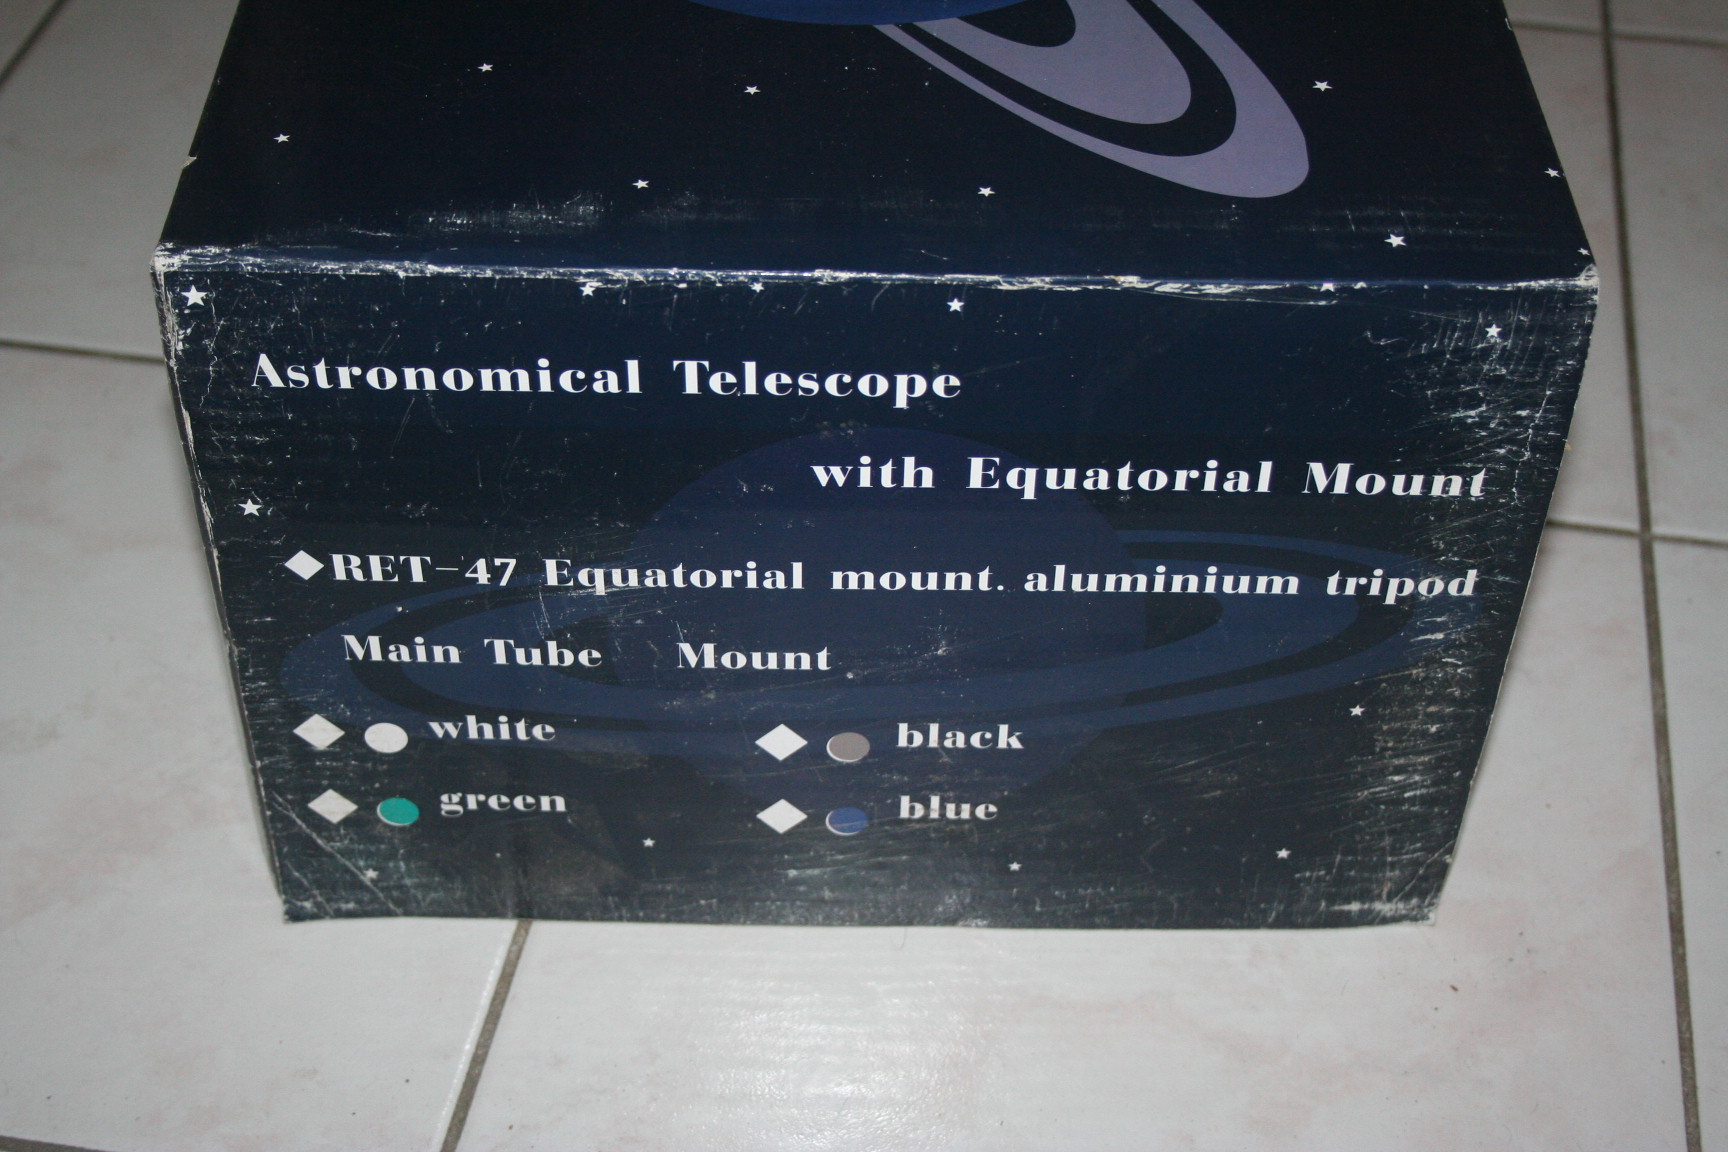 Astronomical Telescope
with Equatorial Mount
RET-47 Equatorial mount. aluminium tripod
Main Tube Mount
white black
green blue